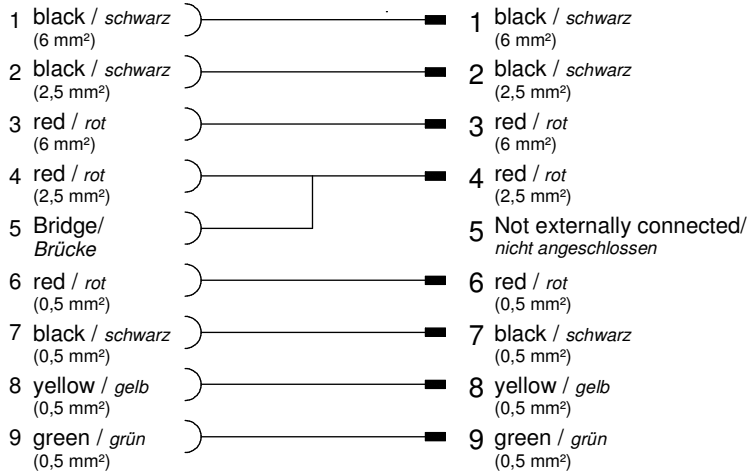 1 black / schwarz 1 black / schwarz
(6 mm²) (6 mm²)
2 black / schwarz 2 black / schwarz
(2,5 mm²) (2,5 mm²)
3 red / rot 3 red / rot
(6 mm²) (6 mm²)
4 red / rot 4 red / rot
(2,5 mm²) (2,5 mm²)
5 Bridge/ 5 Not externally connected/
Brücke nicht angeschlossen
6 red / rot 6 red / rot
(0,5 mm²) (0,5 mm²)
7 black / schwarz 7 black / schwarz
(0,5 mm²) (0,5 mm²)
8 yellow / gelb 8 yellow / gelb
(0,5 mm²) (0,5 mm²)
9 green / grün 9 green / grün
(0,5 mm²) (0,5 mm²)